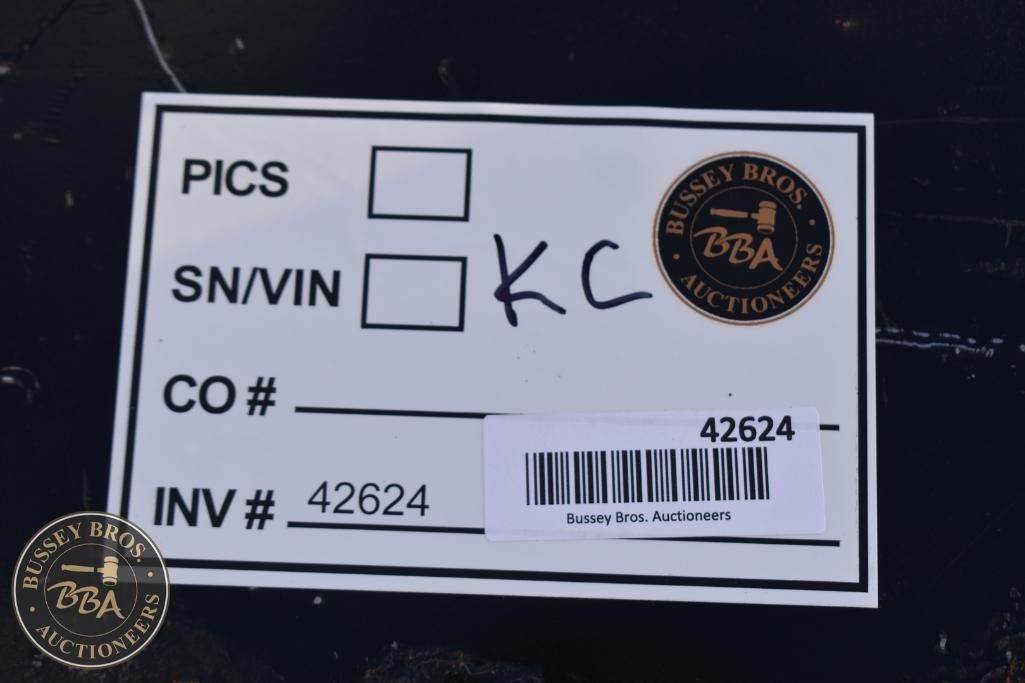 PICS
SN/VIN
KC
BUSSEY BROS.
BBA
AUCTIONEERS
CO #
42624
Bussey Bros. Auctioneers
INV # 42624
BUSSEY BROS.
BBA
AUCTIONEERS